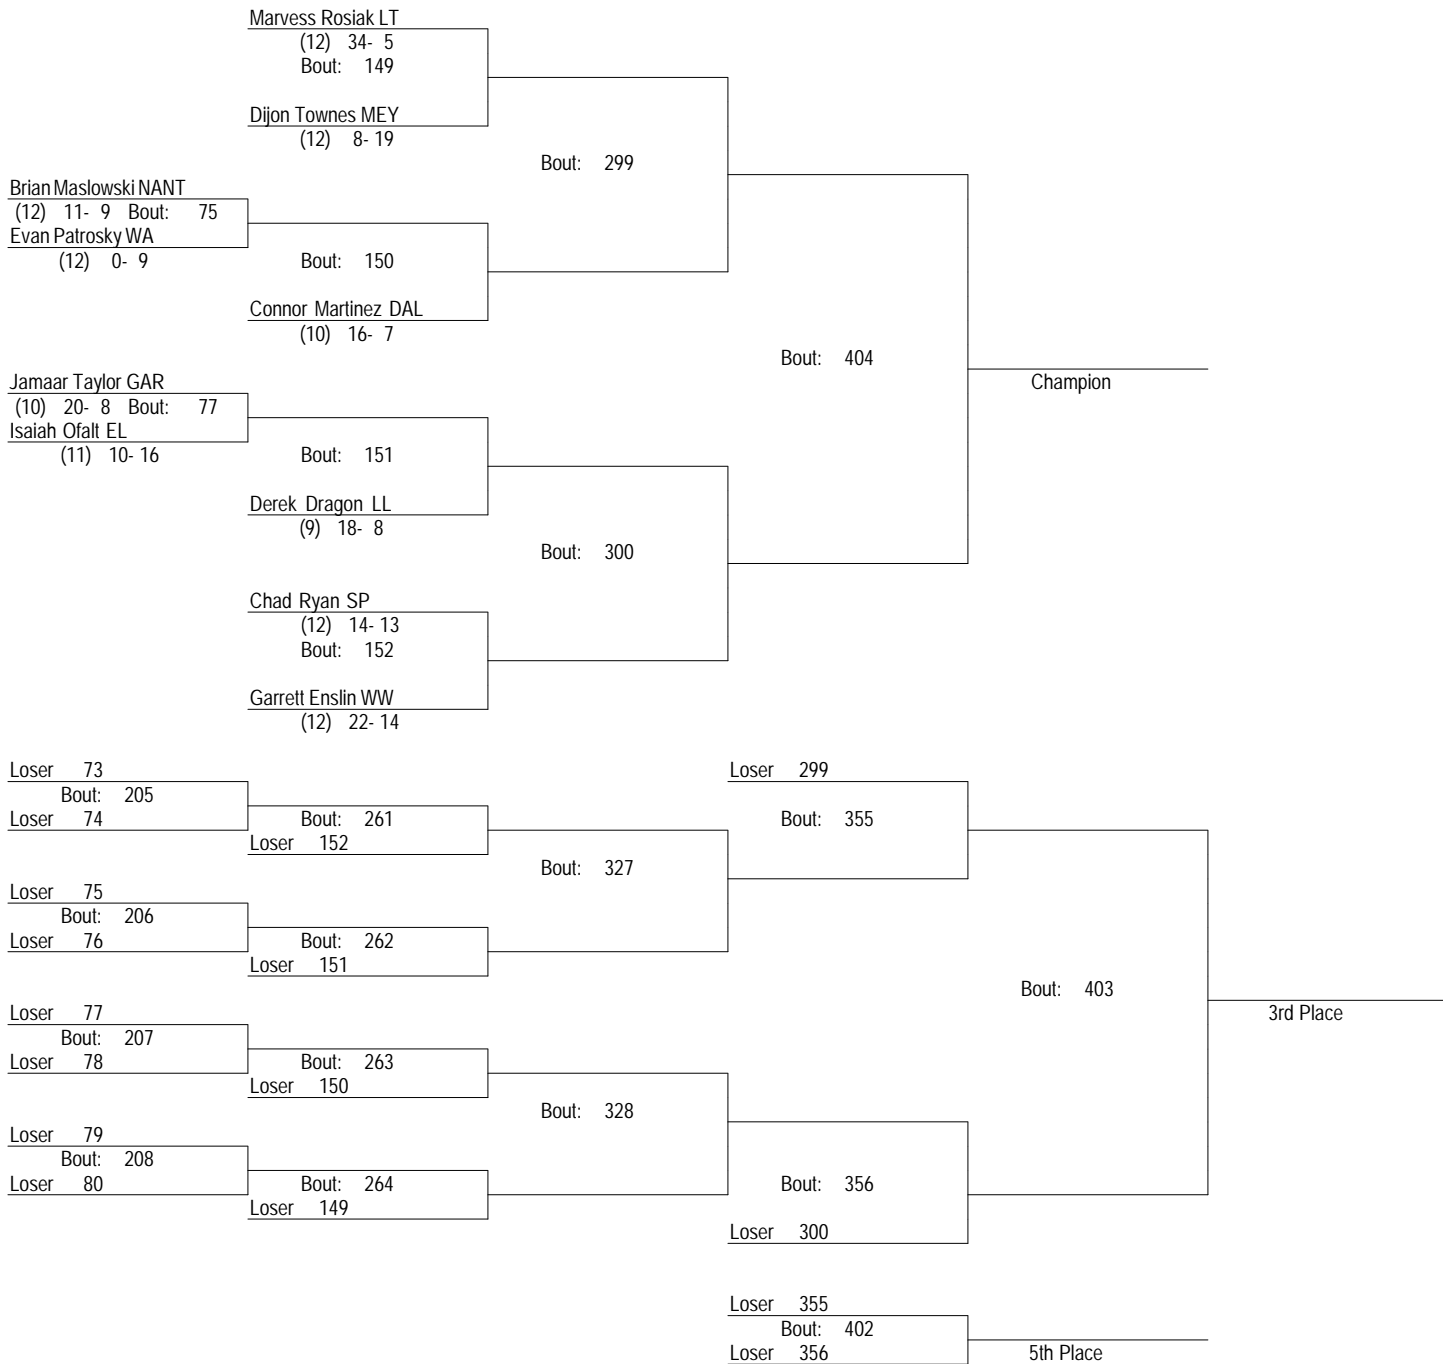 Marvess Rosiak LT
(12) 34- 5
Bout: 149
Dijon Townes MEY
(12) 8- 19
Bout: 299
Brian Maslowski NANT
(12) 11- 9 Bout: 75
Evan Patrosky WA
(12) 0- 9
Bout: 150
Connor Martinez DAL
(10) 16- 7
Bout: 404
Champion
Jamaar Taylor GAR
(10) 20- 8 Bout: 77
Isaiah Ofalt EL
(11) 10- 16
Bout: 151
Derek Dragon LL
(9) 18- 8
Bout: 300
Chad Ryan SP
(12) 14- 13
Bout: 152
Garrett Enslin WW
(12) 22- 14
Loser 73
Bout: 205
Loser 74
Bout: 261
Loser 152
Bout: 327
Loser 299
Bout: 355
Loser 75
Bout: 206
Loser 76
Bout: 262
Loser 151
Bout: 403
3rd Place
Loser 77
Bout: 207
Loser 78
Bout: 263
Loser 150
Bout: 328
Loser 79
Bout: 208
Loser 80
Bout: 264
Loser 149
Bout: 356
Loser 300
Loser 355
Bout: 402
Loser 356
5th Place